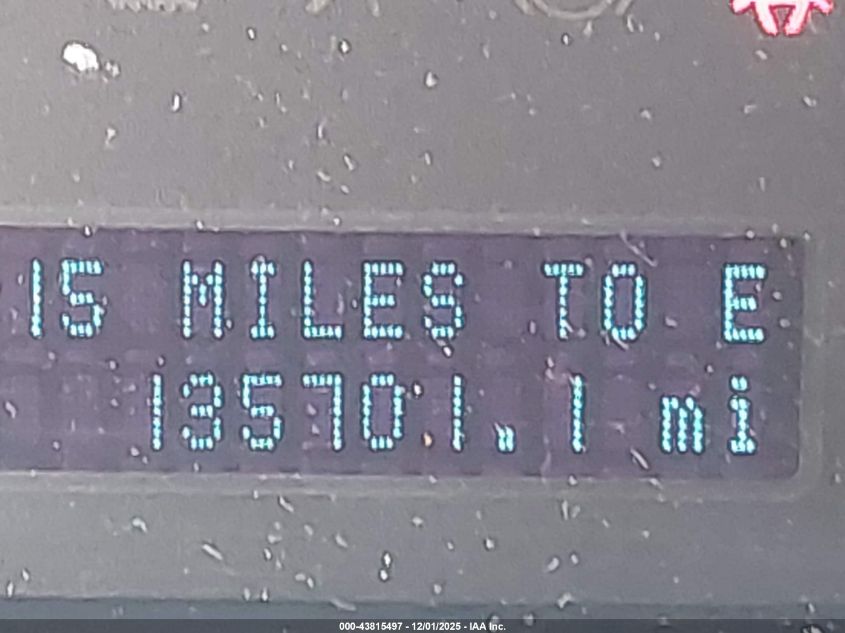 15 MILES TO E
135701.1 mi
000-43815497 - 12/01/2025 - IAA Inc.